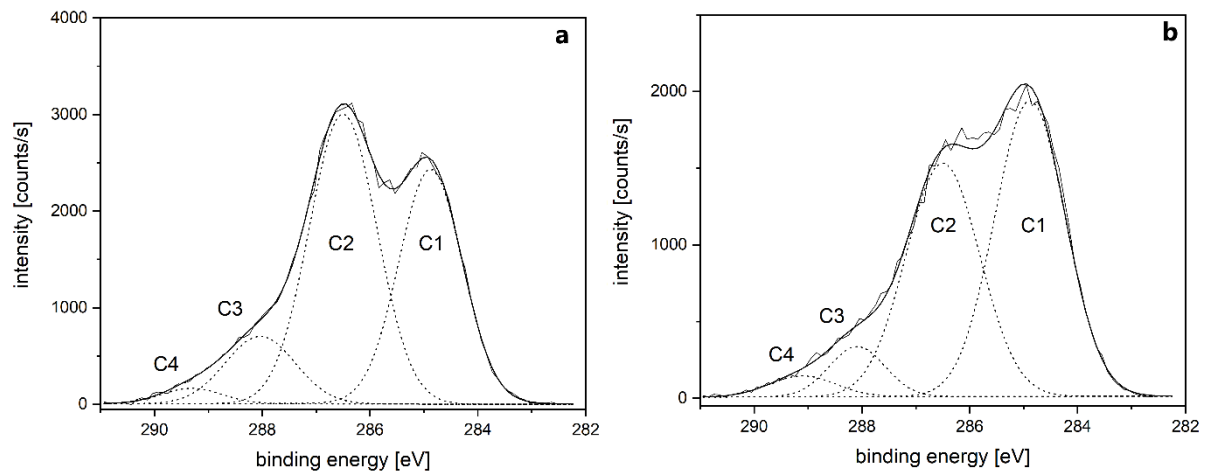 a
4000
3000
2000
1000
0
intensity [counts/s]
C4
C3
C2
C1
290
288
286
284
282
binding energy [eV]
b
2000
1000
0
intensity [counts/s]
C4
C3
C2
C1
290
288
286
284
282
binding energy [eV]